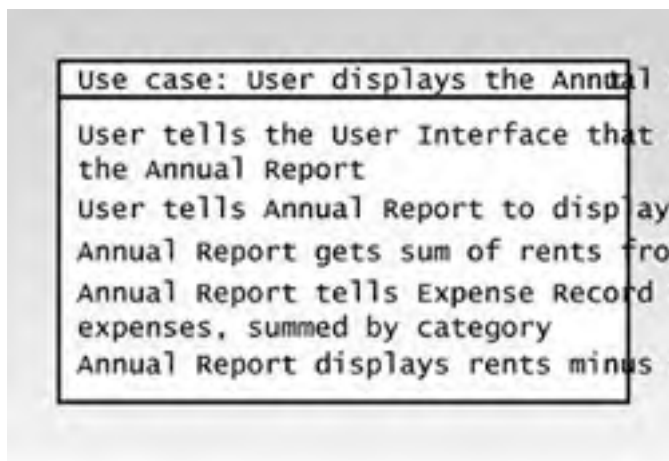 Use case: User displays the Annual
User tells the User Interface that
the Annual Report
User tells Annual Report to display
Annual Report gets sum of rents
Annual Report tells Expense Record
expenses, summed by category
Annual Report displays rents minus